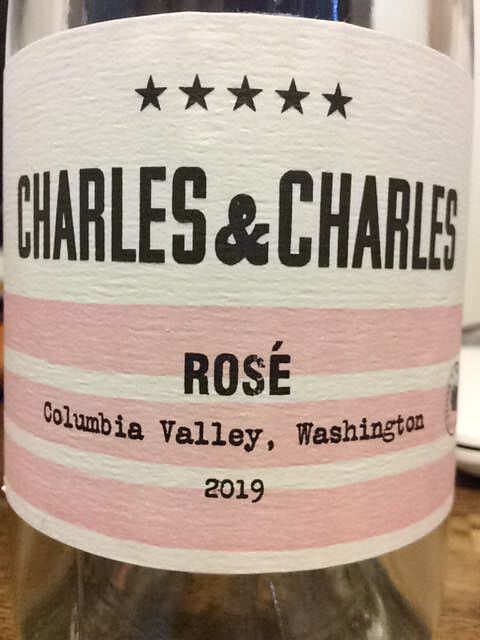 ★★★★★
CHARLES & CHARLES
ROSÉ
Columbia Valley, Washington
2019